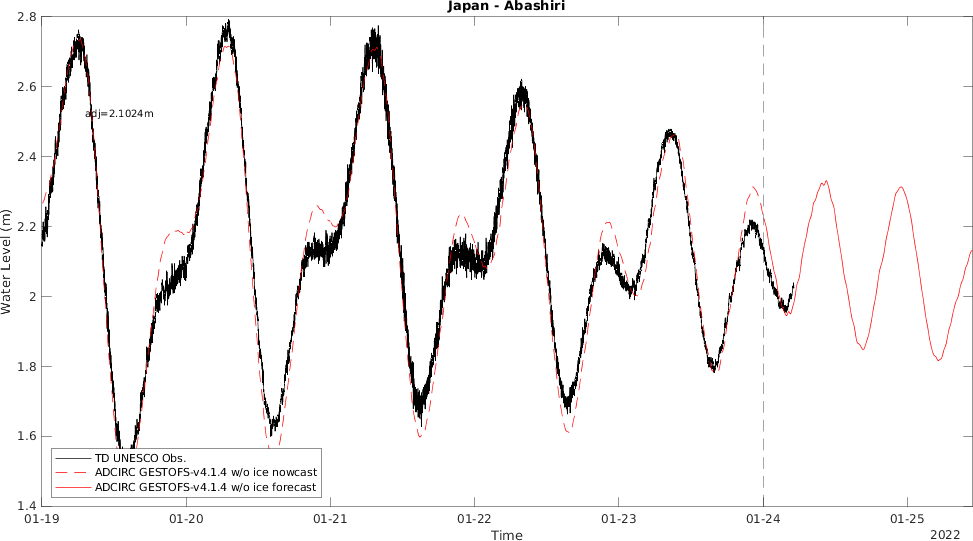 Japan - Abashiri
2.8
2.6
2.4
2.2
2
1.8
1.6
1.4
Water Level (m)
adj=2.1024m
TD UNESCO Obs.
ADCIRC GESTOFS-v4.1.4 w/o ice nowcast
ADCIRC GESTOFS-v4.1.4 w/o ice forecast
01-19 01-20 01-21 01-22 01-23 01-24 01-25
Time
2022